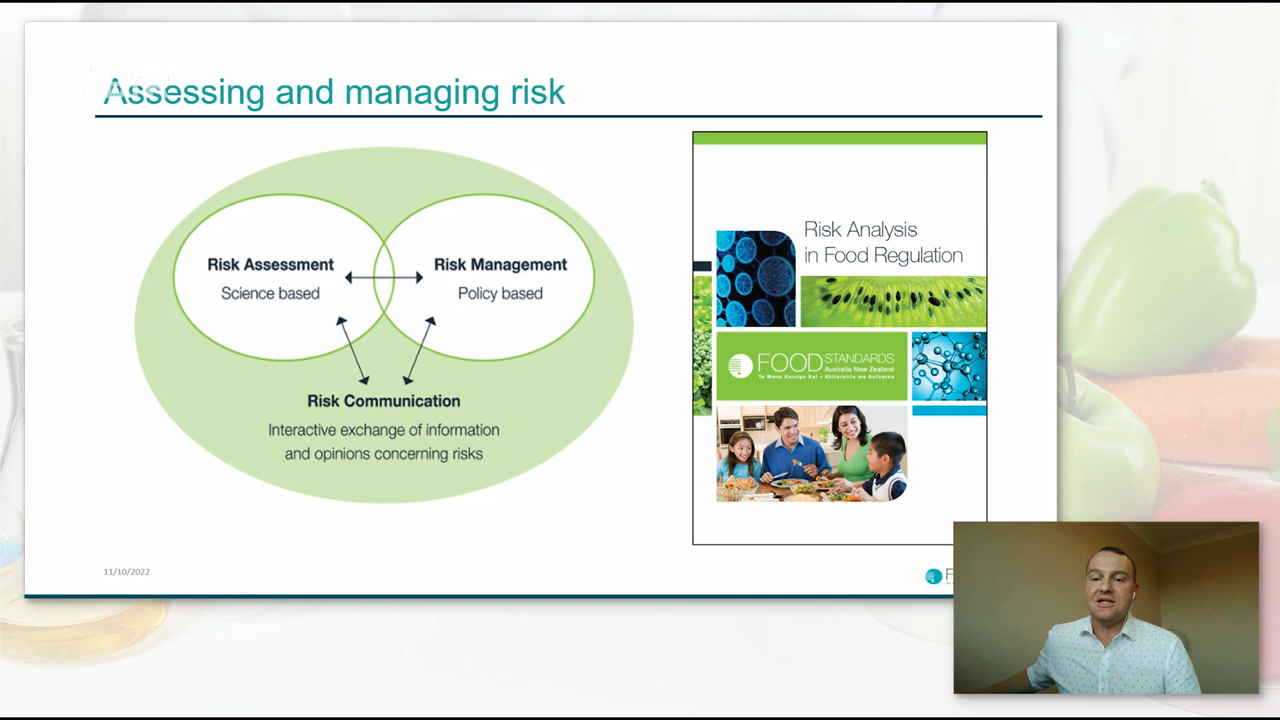 Assessing and managing risk
Risk Assessment
Science based
Risk Management
Policy based
Risk Communication
Interactive exchange of information
and opinions concerning risks
Risk Analysis
in Food Regulation
FOOD STANDARDS
Australia New Zealand
Te Mana Kounga Kai – Ahitereiria me Aotearoa
11/10/2022